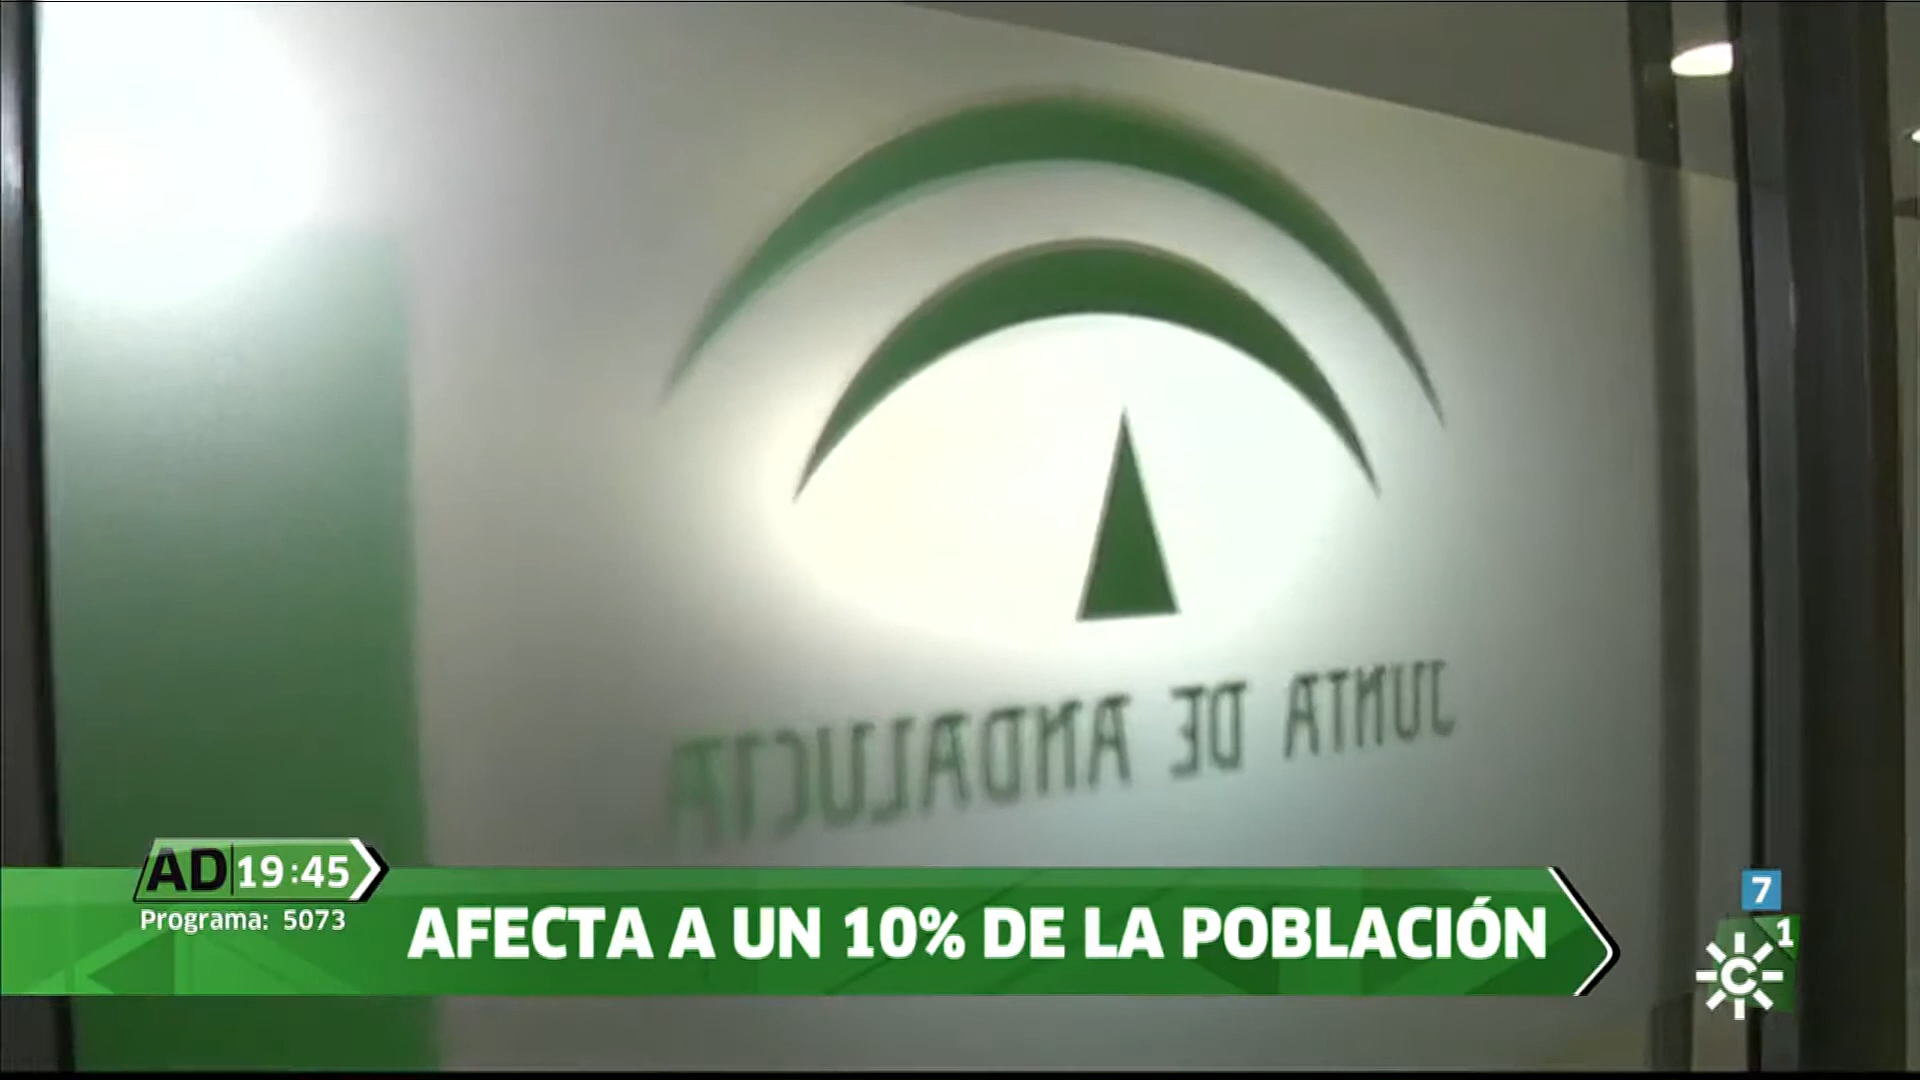 JUNTA DE ANDALUCIA
AD 19:45
Programa: 5073
AFECTA A UN 10% DE LA POBLACIÓN
7
1
C